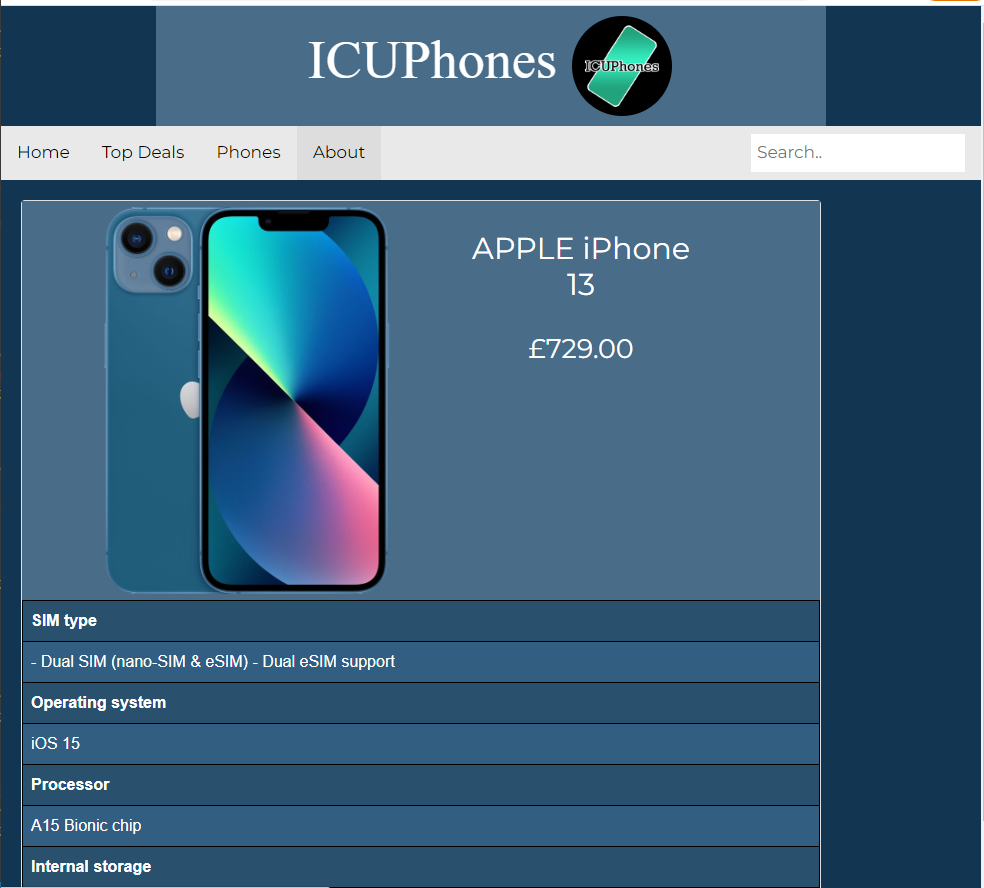 ICUPhones
ICUPhones
Home Top Deals Phones About Search..
APPLE iPhone
13
£729.00
SIM type
- Dual SIM (nano-SIM & eSIM) - Dual eSIM support
Operating system
iOS 15
Processor
A15 Bionic chip
Internal storage